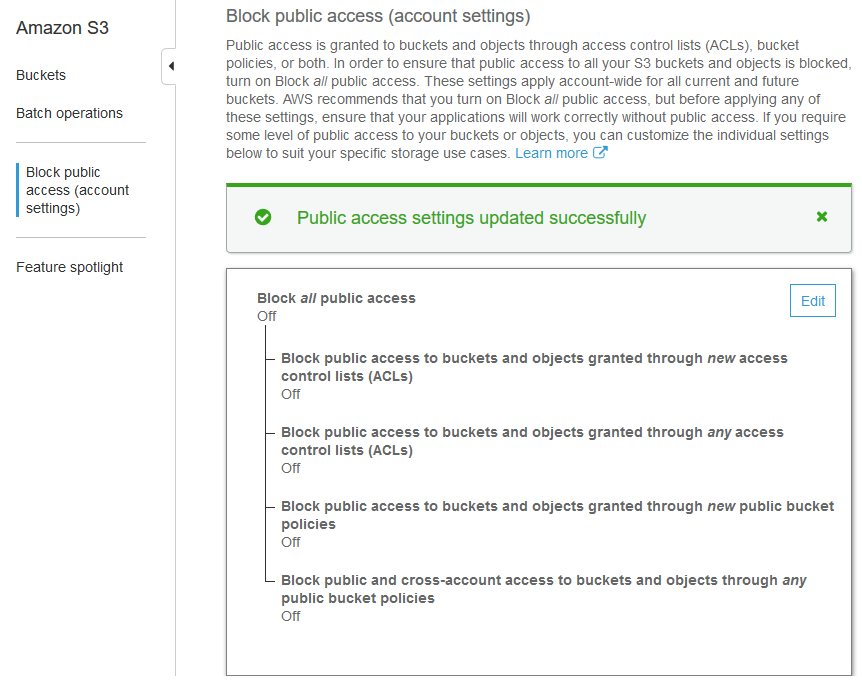 Amazon S3
Buckets
Batch operations
Block public
access (account
settings)
Feature spotlight
Block public access (account settings)
Public access is granted to buckets and objects through access control lists (ACLs), bucket
policies, or both. In order to ensure that public access to all your S3 buckets and objects is blocked,
turn on Block all public access. These settings apply account-wide for all current and future
buckets. AWS recommends that you turn on Block all public access, but before applying any of
these settings, ensure that your applications will work correctly without public access. If you require
some level of public access to your buckets or objects, you can customize the individual settings
below to suit your specific storage use cases. Learn more
Public access settings updated successfully
Block all public access
Edit
Off
Block public access to buckets and objects granted through new access
control lists (ACLs)
Off
Block public access to buckets and objects granted through any access
control lists (ACLs)
Off
Block public access to buckets and objects granted through new public bucket
policies
Off
Block public and cross-account access to buckets and objects through any
public bucket policies
Off